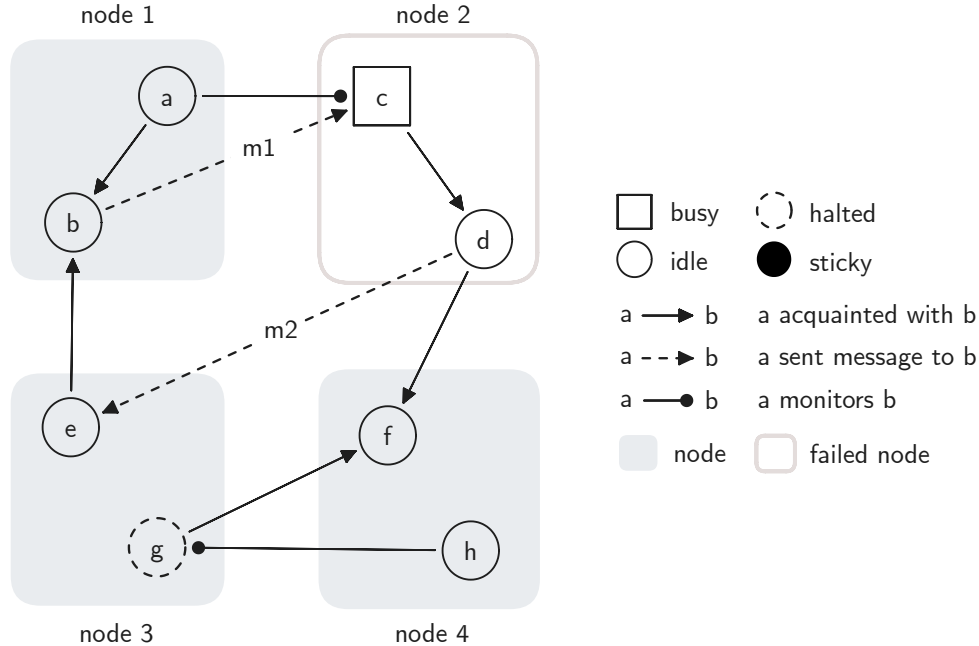 node 1
node 2
a
c
m1
b
d
m2
e
f
g
h
node 3
node 4
busy
halted
idle
sticky
a b a acquainted with b
a b a sent message to b
a b a monitors b
node
failed node